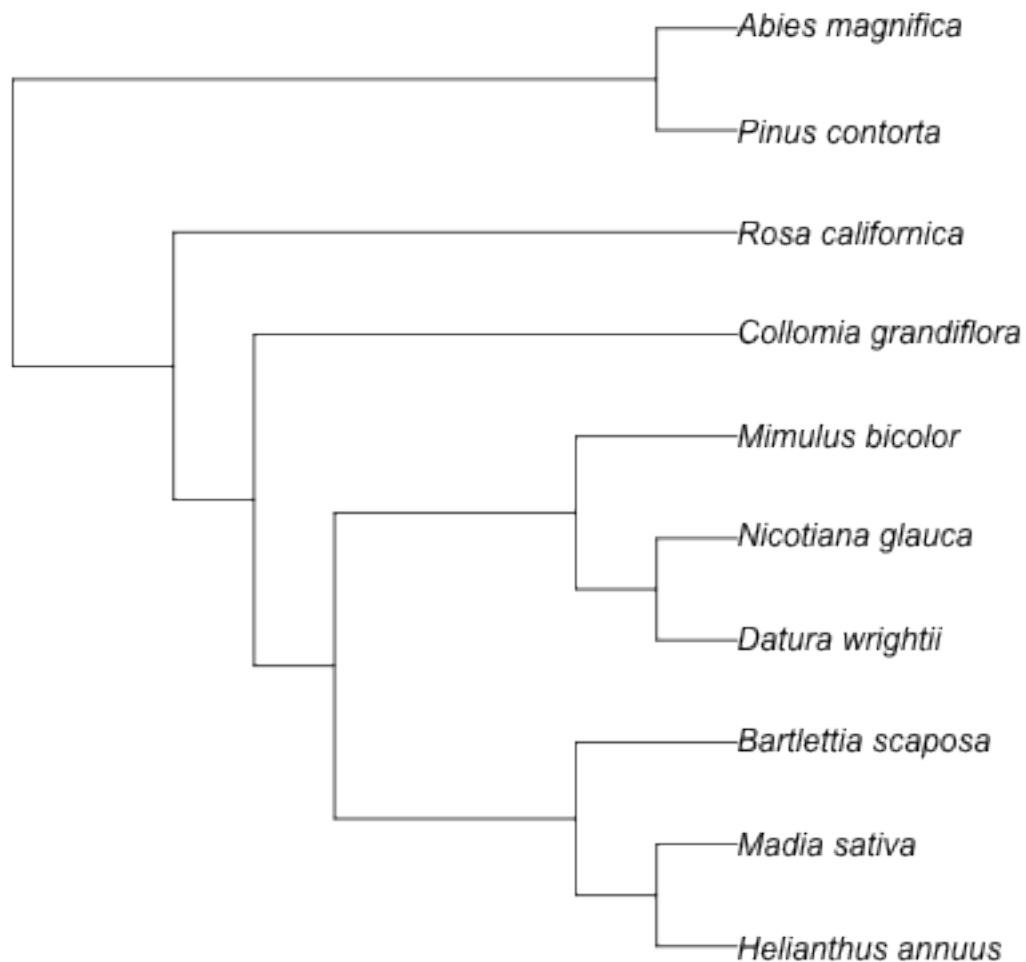 Abies magnifica
Pinus contorta
Rosa californica
Collomia grandiflora
Mimulus bicolor
Nicotiana glauca
Datura wrightii
Bartlettia scaposa
Madia sativa
Helianthus annuus